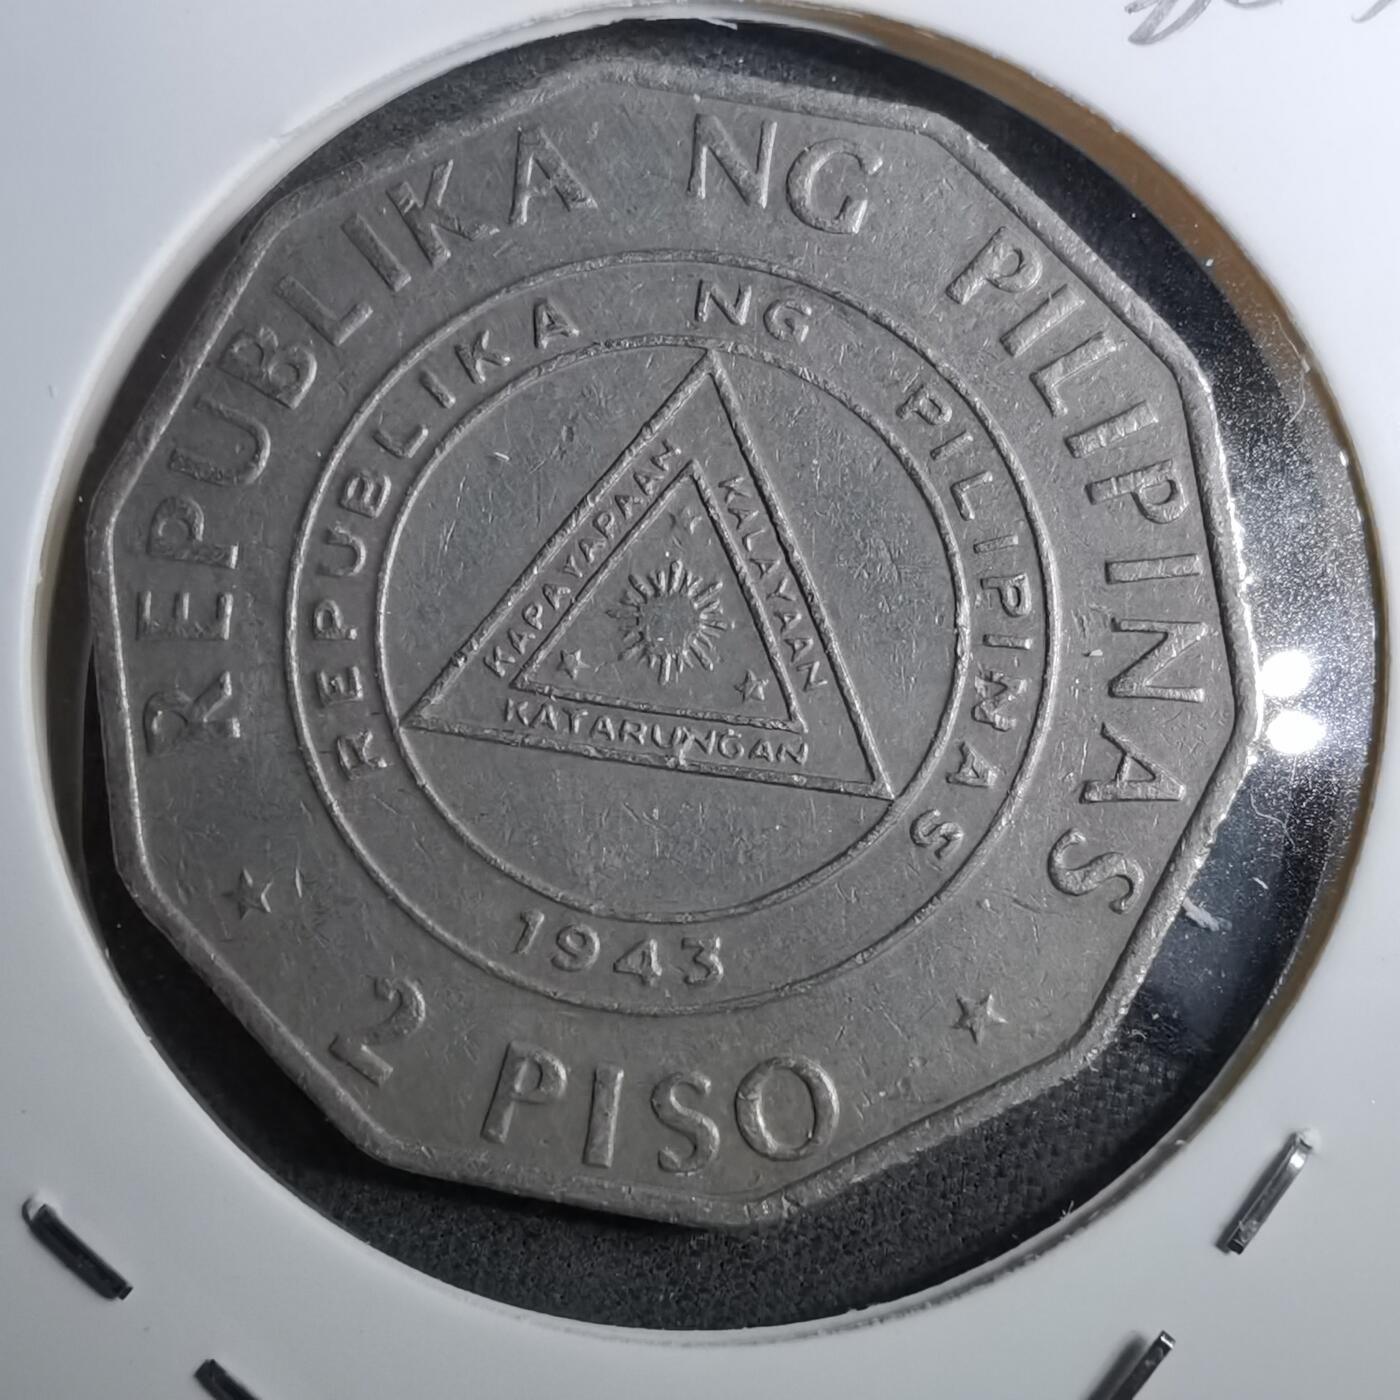 REPUBLIKA NG PILIPINAS
REPUBLIKA NG PILIPINAS
KAPAYAPAAN
KALAYAAN
KATARUNGAN
1943
2 PISO